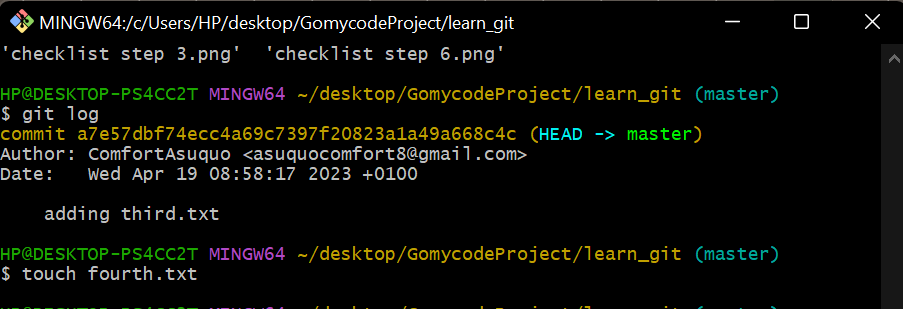 MINGW64:/c/Users/HP/desktop/GomycodeProject/learn_git
'checklist step 3.png'  'checklist step 6.png'
HP@DESKTOP-PS4CC2T MINGW64 ~/desktop/GomycodeProject/learn_git (master)
$ git log
commit a7e57dbf74ecc4a69c7397f20823a1a49a668c4c (HEAD -> master)
Author: ComfortAsuquo <asuquocomfort8@gmail.com>
Date:   Wed Apr 19 08:58:17 2023 +0100
    adding third.txt
HP@DESKTOP-PS4CC2T MINGW64 ~/desktop/GomycodeProject/learn_git (master)
$ touch fourth.txt